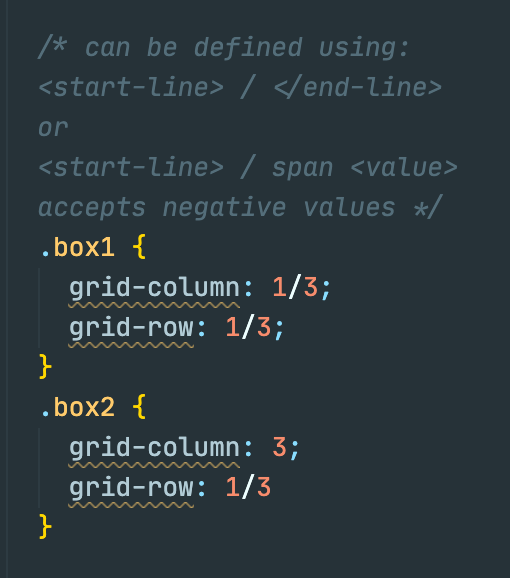 /* can be defined using:
<start-line> / </end-line>
or
<start-line> / span <value>
accepts negative values */
.box1 {
  grid-column: 1/3;
  grid-row: 1/3;
}
.box2 {
  grid-column: 3;
  grid-row: 1/3
}